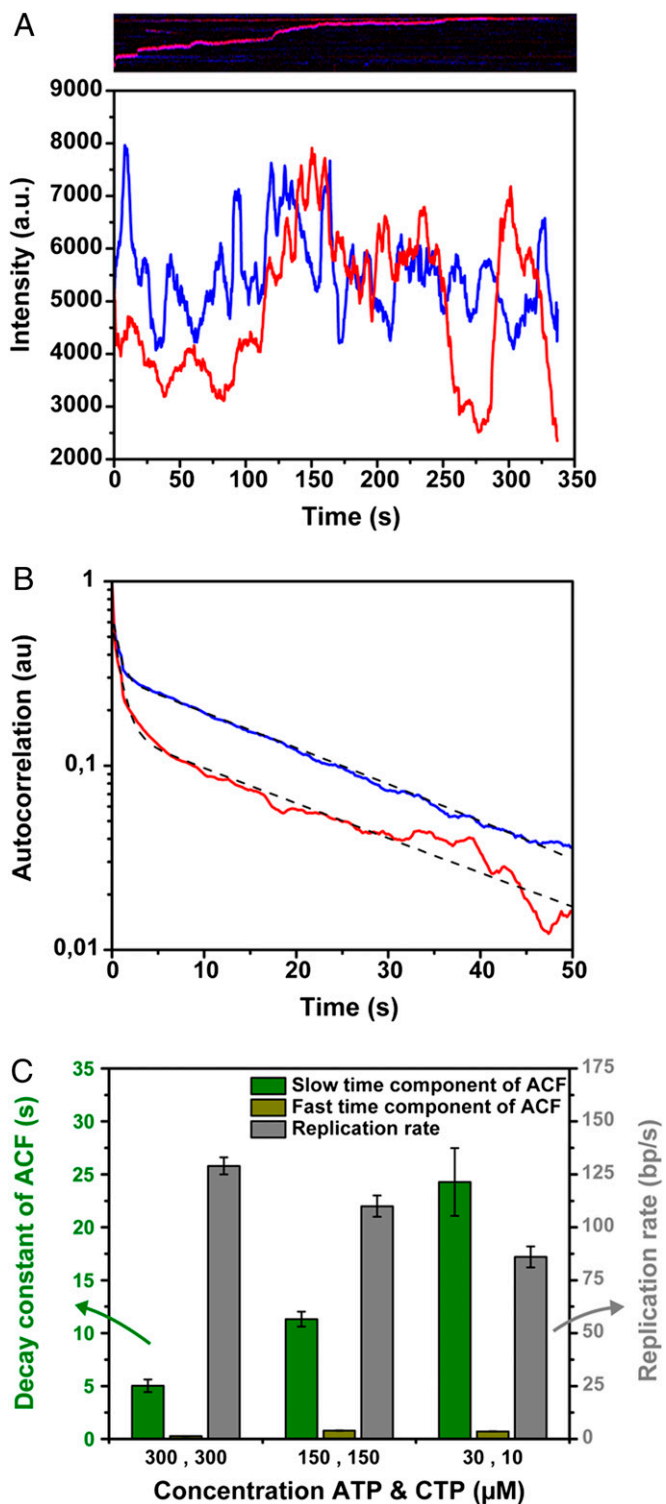 A
9000
8000
7000
6000
5000
4000
3000
2000
Intensity (a.u.)
0 50 100 150 200 250 300 350
Time (s)
B
1
0,1
0,01
Autocorrelation (au)
0 10 20 30 40 50
Time (s)
C
35
30
25
20
15
10
5
0
Decay constant of ACF (s)
Slow time component of ACF
Fast time component of ACF
Replication rate
175
150
125
100
75
50
25
0
Replication rate (bp/s)
300 , 300 150 , 150 30 , 10
Concentration ATP & CTP (µM)